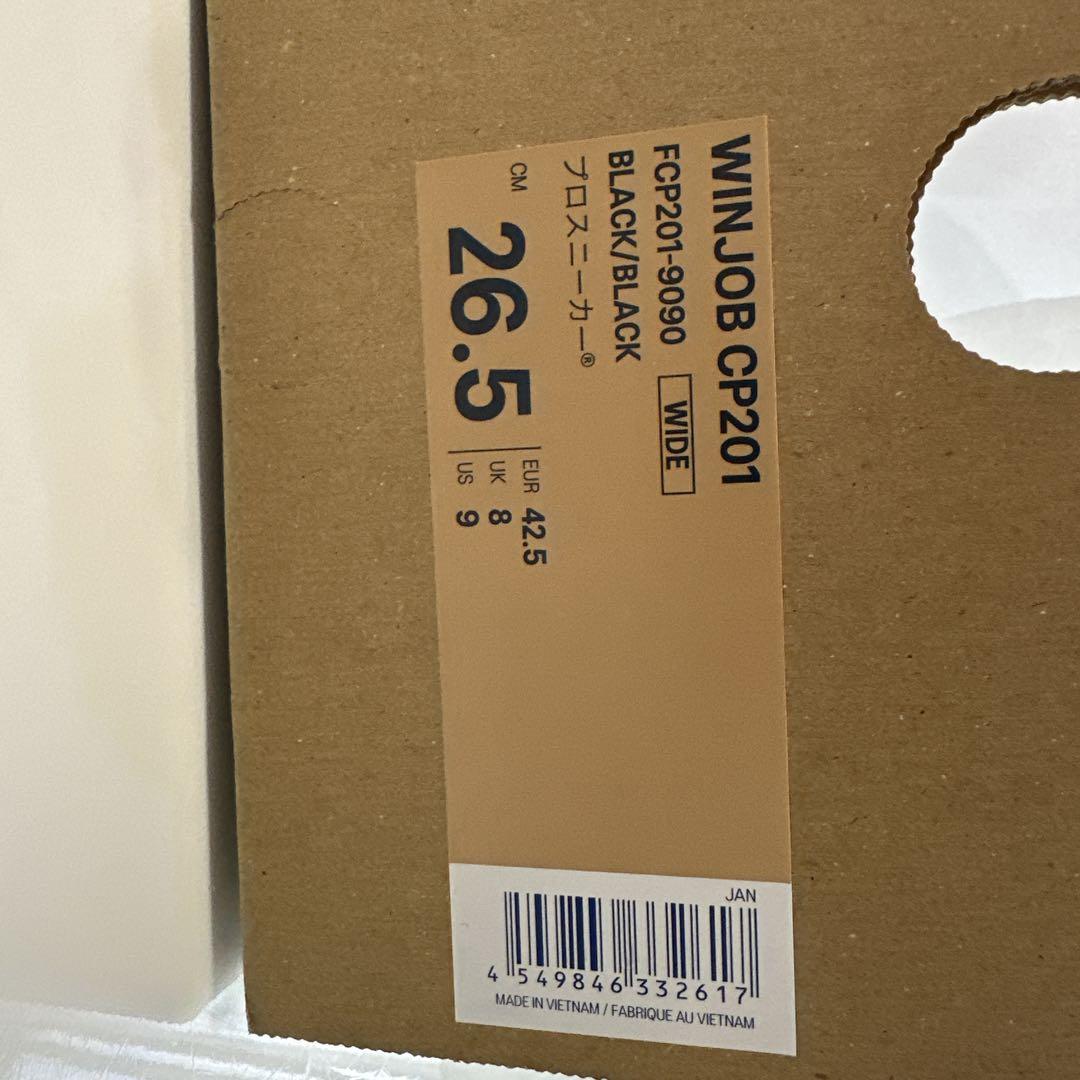 WINJOB CP201
FCP201-9090 WIDE
BLACK/BLACK
プロスニーカー®
CM 26.5
EUR 42.5
UK 8
US 9
JAN
4 549846 332617
MADE IN VIETNAM / FABRIQUE AU VIETNAM